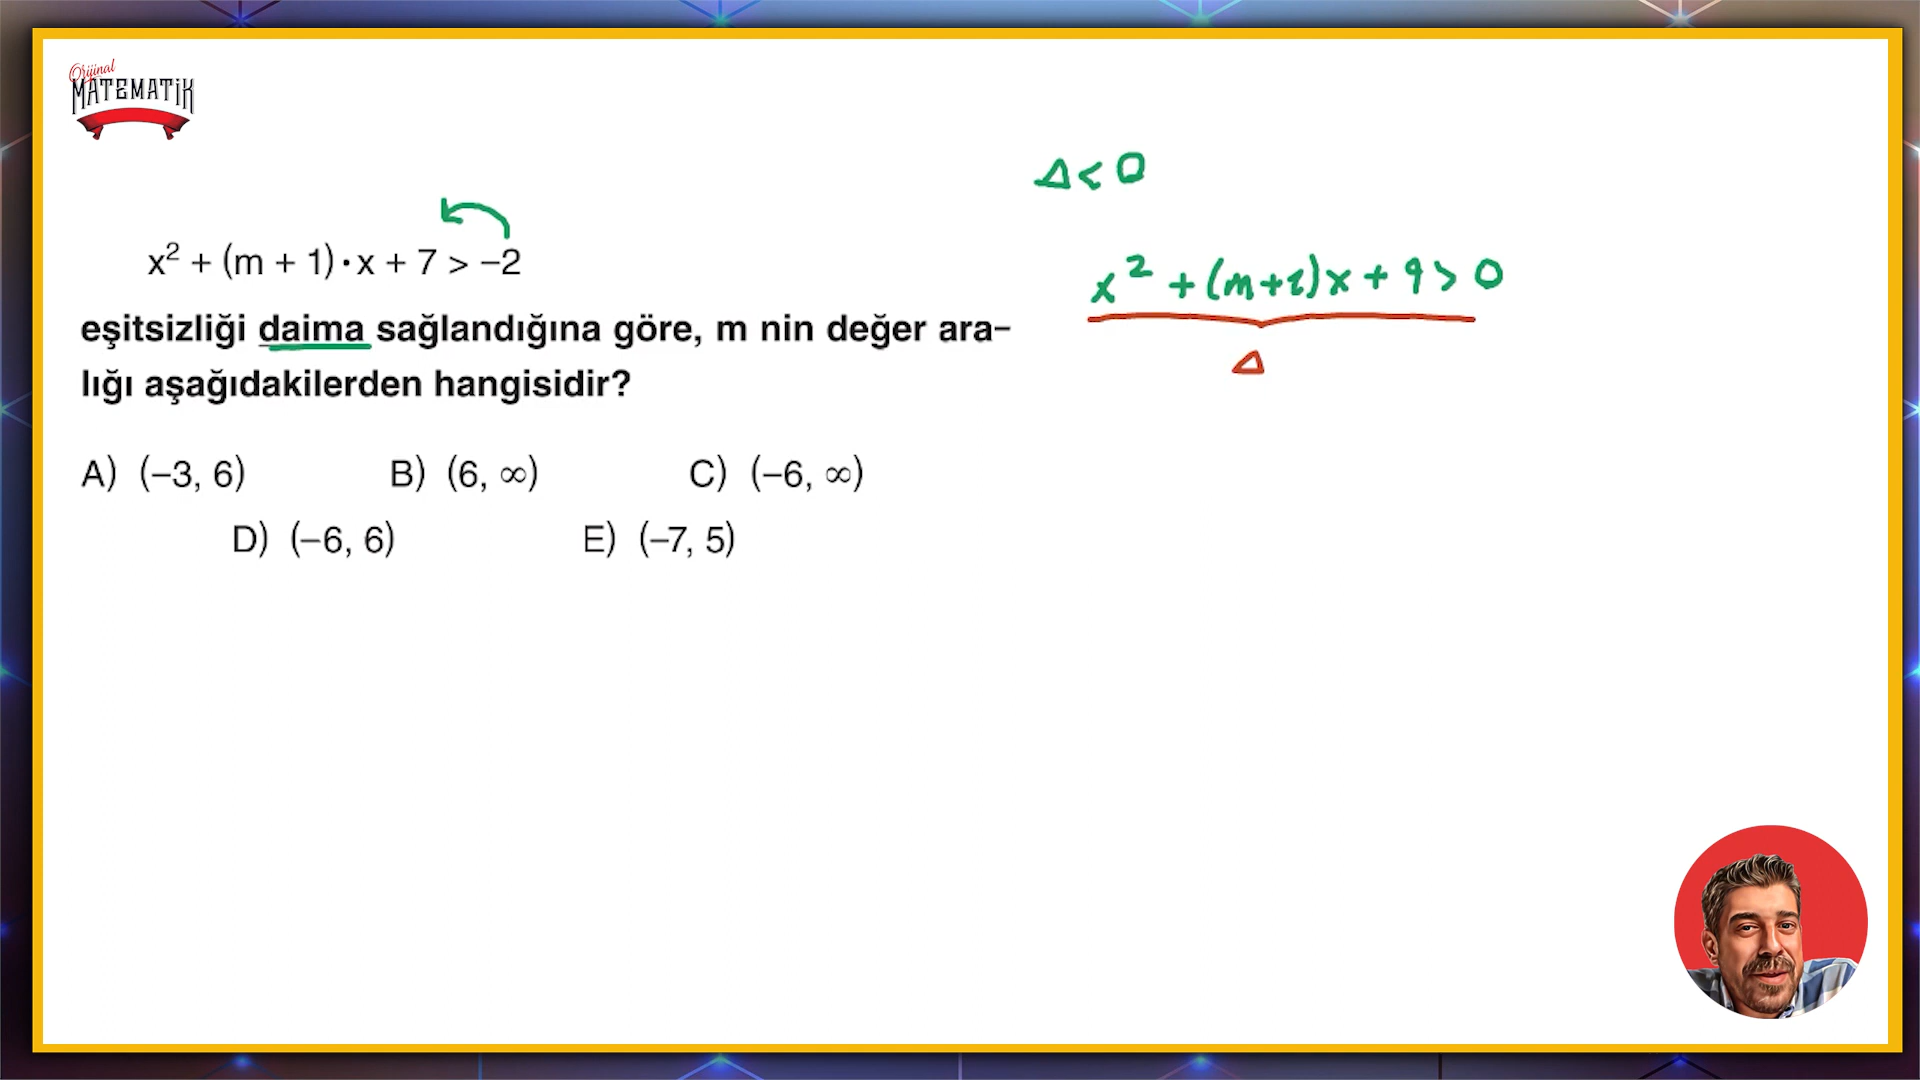 Orijinal
MATEMATİK
x² + (m + 1)·x + 7 > –2
eşitsizliği daima sağlandığına göre, m nin değer ara–
lığı aşağıdakilerden hangisidir?
A) (–3, 6) B) (6, ∞) C) (–6, ∞)
D) (–6, 6) E) (–7, 5)
Δ < 0
x² + (m+1)x + 9 > 0
Δ